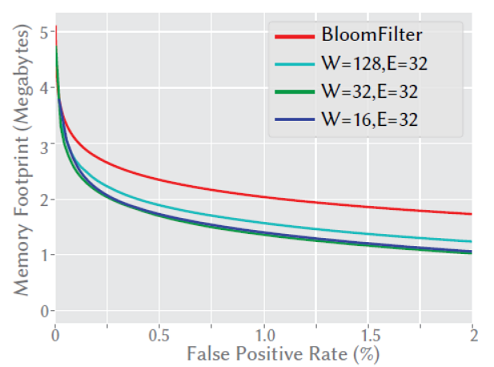 Memory Footprint (Megabytes)
5
4
3
2
1
0
BloomFilter
W=128,E=32
W=32,E=32
W=16,E=32
0 0.5 1.0 1.5 2
False Positive Rate (%)